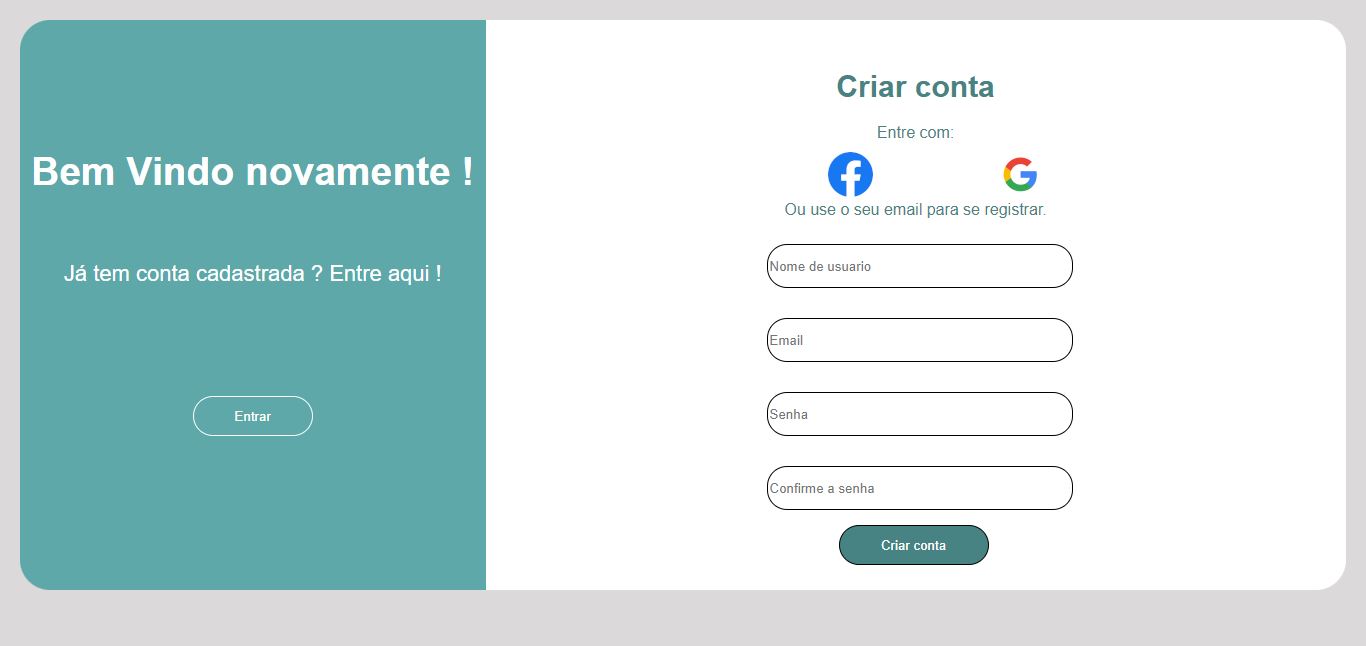 Bem Vindo novamente !
Já tem conta cadastrada ? Entre aqui !
Entrar
Criar conta
Entre com:
Ou use o seu email para se registrar.
Nome de usuario
Email
Senha
Confirme a senha
Criar conta